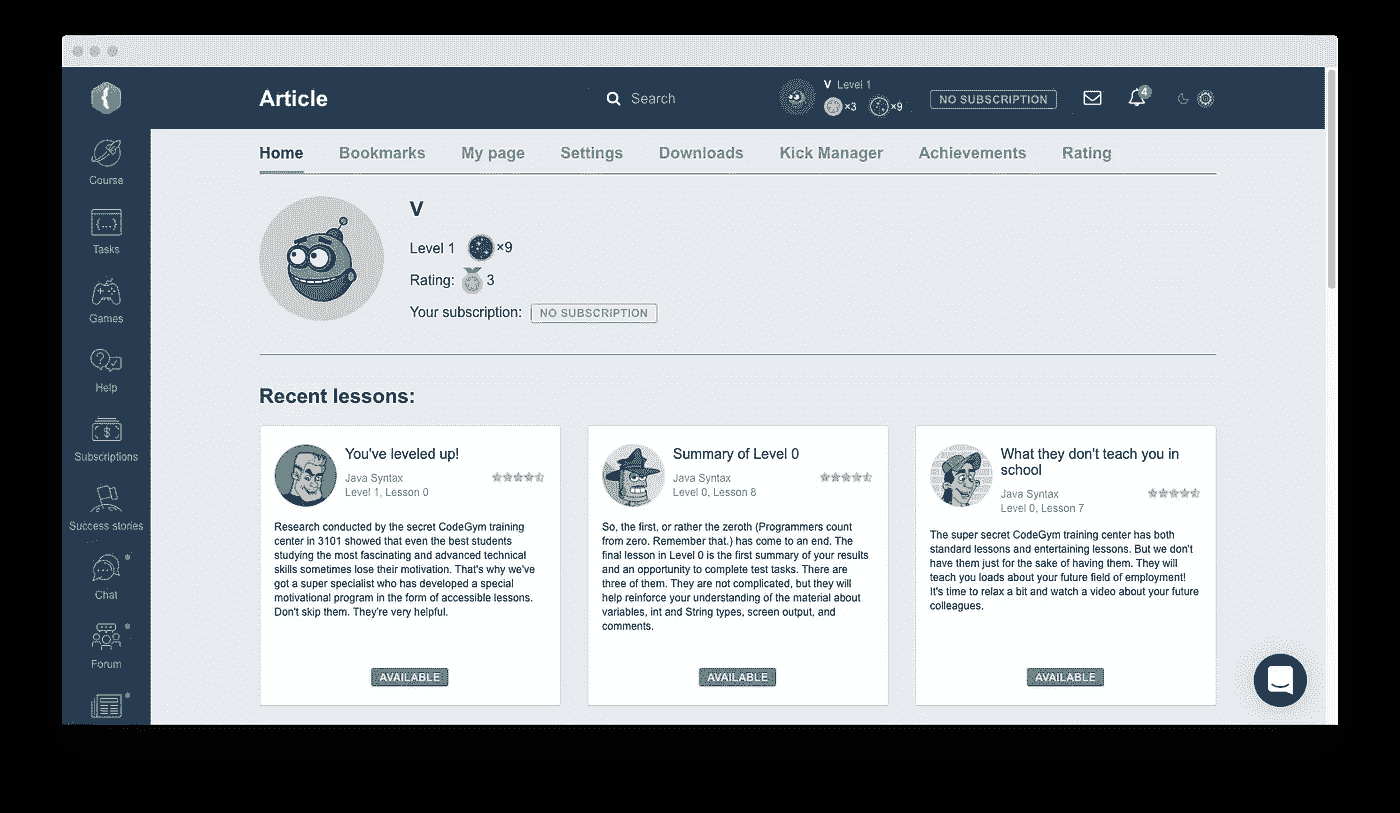 Article
Search
V Level 1
×3 ×9
NO SUBSCRIPTION
4
Course
Tasks
Games
Help
Subscriptions
Success stories
Chat
Forum
Home Bookmarks My page Settings Downloads Kick Manager Achievements Rating
V
Level 1 ×9
Rating: 3
Your subscription: NO SUBSCRIPTION
Recent lessons:
You've leveled up!
Java Syntax
Level 1, Lesson 0
Research conducted by the secret CodeGym training
center in 3101 showed that even the best students
studying the most fascinating and advanced technical
skills sometimes lose their motivation. That's why we've
got a super specialist who has developed a special
motivational program in the form of accessible lessons.
Don't skip them. They're very helpful.
AVAILABLE
Summary of Level 0
Java Syntax
Level 0, Lesson 8
So, the first, or rather the zeroth (Programmers count
from zero. Remember that.) has come to an end. The
final lesson in Level 0 is the first summary of your results
and an opportunity to complete test tasks. There are
three of them. They are not complicated, but they will
help reinforce your understanding of the material about
variables, int and String types, screen output, and
comments.
AVAILABLE
What they don't teach you in
school
Java Syntax
Level 0, Lesson 7
The super secret CodeGym training center has both
standard lessons and entertaining lessons. But we don't
have them just for the sake of having them. They will
teach you loads about your future field of employment!
It's time to relax a bit and watch a video about your future
colleagues.
AVAILABLE